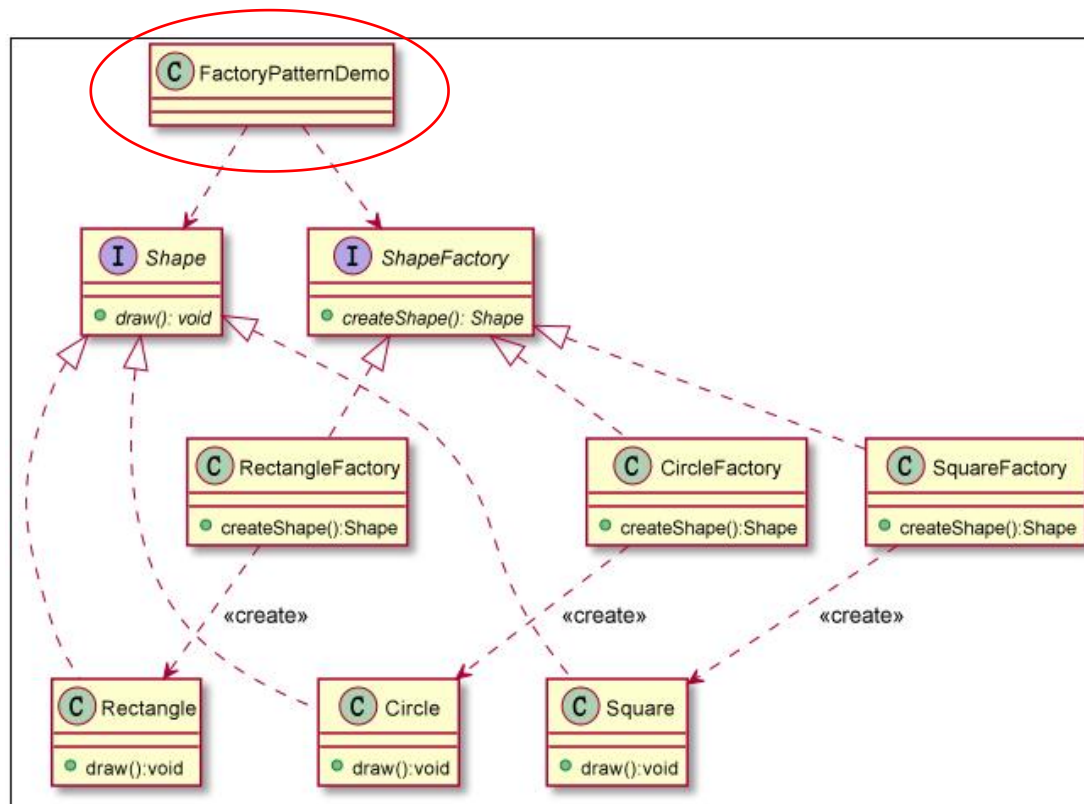 C FactoryPatternDemo
I Shape
draw(): void
I ShapeFactory
createShape(): Shape
C RectangleFactory
createShape():Shape
C CircleFactory
createShape():Shape
C SquareFactory
createShape():Shape
«create»
«create»
«create»
C Rectangle
draw():void
C Circle
draw():void
C Square
draw():void